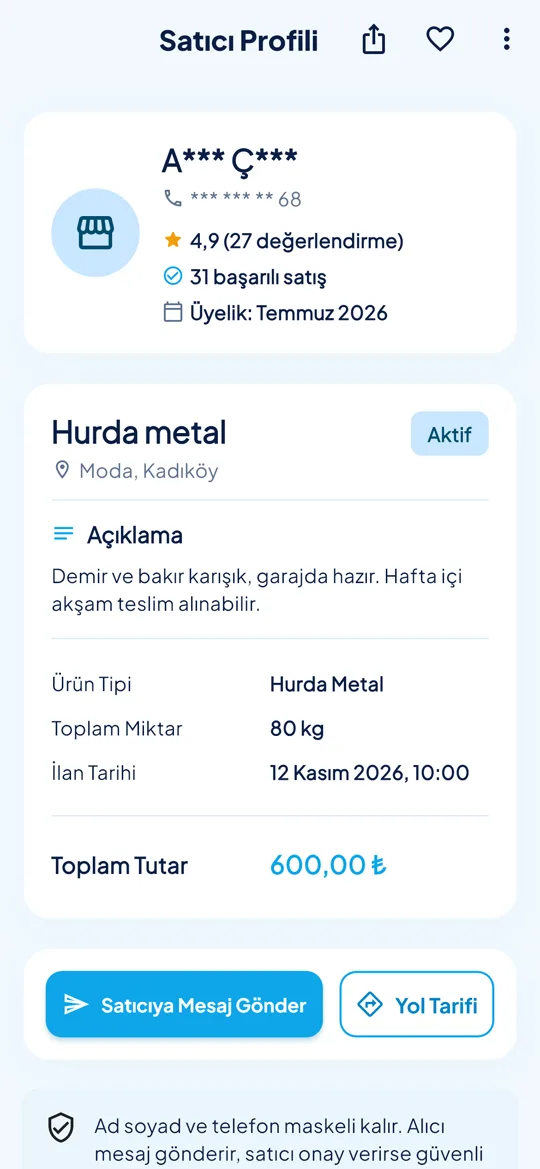 Satıcı Profili
A*** Ç***
*** *** ** 68
4,9 (27 değerlendirme)
31 başarılı satış
Üyelik: Temmuz 2026
Hurda metal
Aktif
Moda, Kadıköy
Açıklama
Demir ve bakır karışık, garajda hazır. Hafta içi
akşam teslim alınabilir.
Ürün Tipi Hurda Metal
Toplam Miktar 80 kg
İlan Tarihi 12 Kasım 2026, 10:00
Toplam Tutar 600,00 ₺
Satıcıya Mesaj Gönder
Yol Tarifi
Ad soyad ve telefon maskeli kalır. Alıcı
mesaj gönderir, satıcı onay verirse güvenli